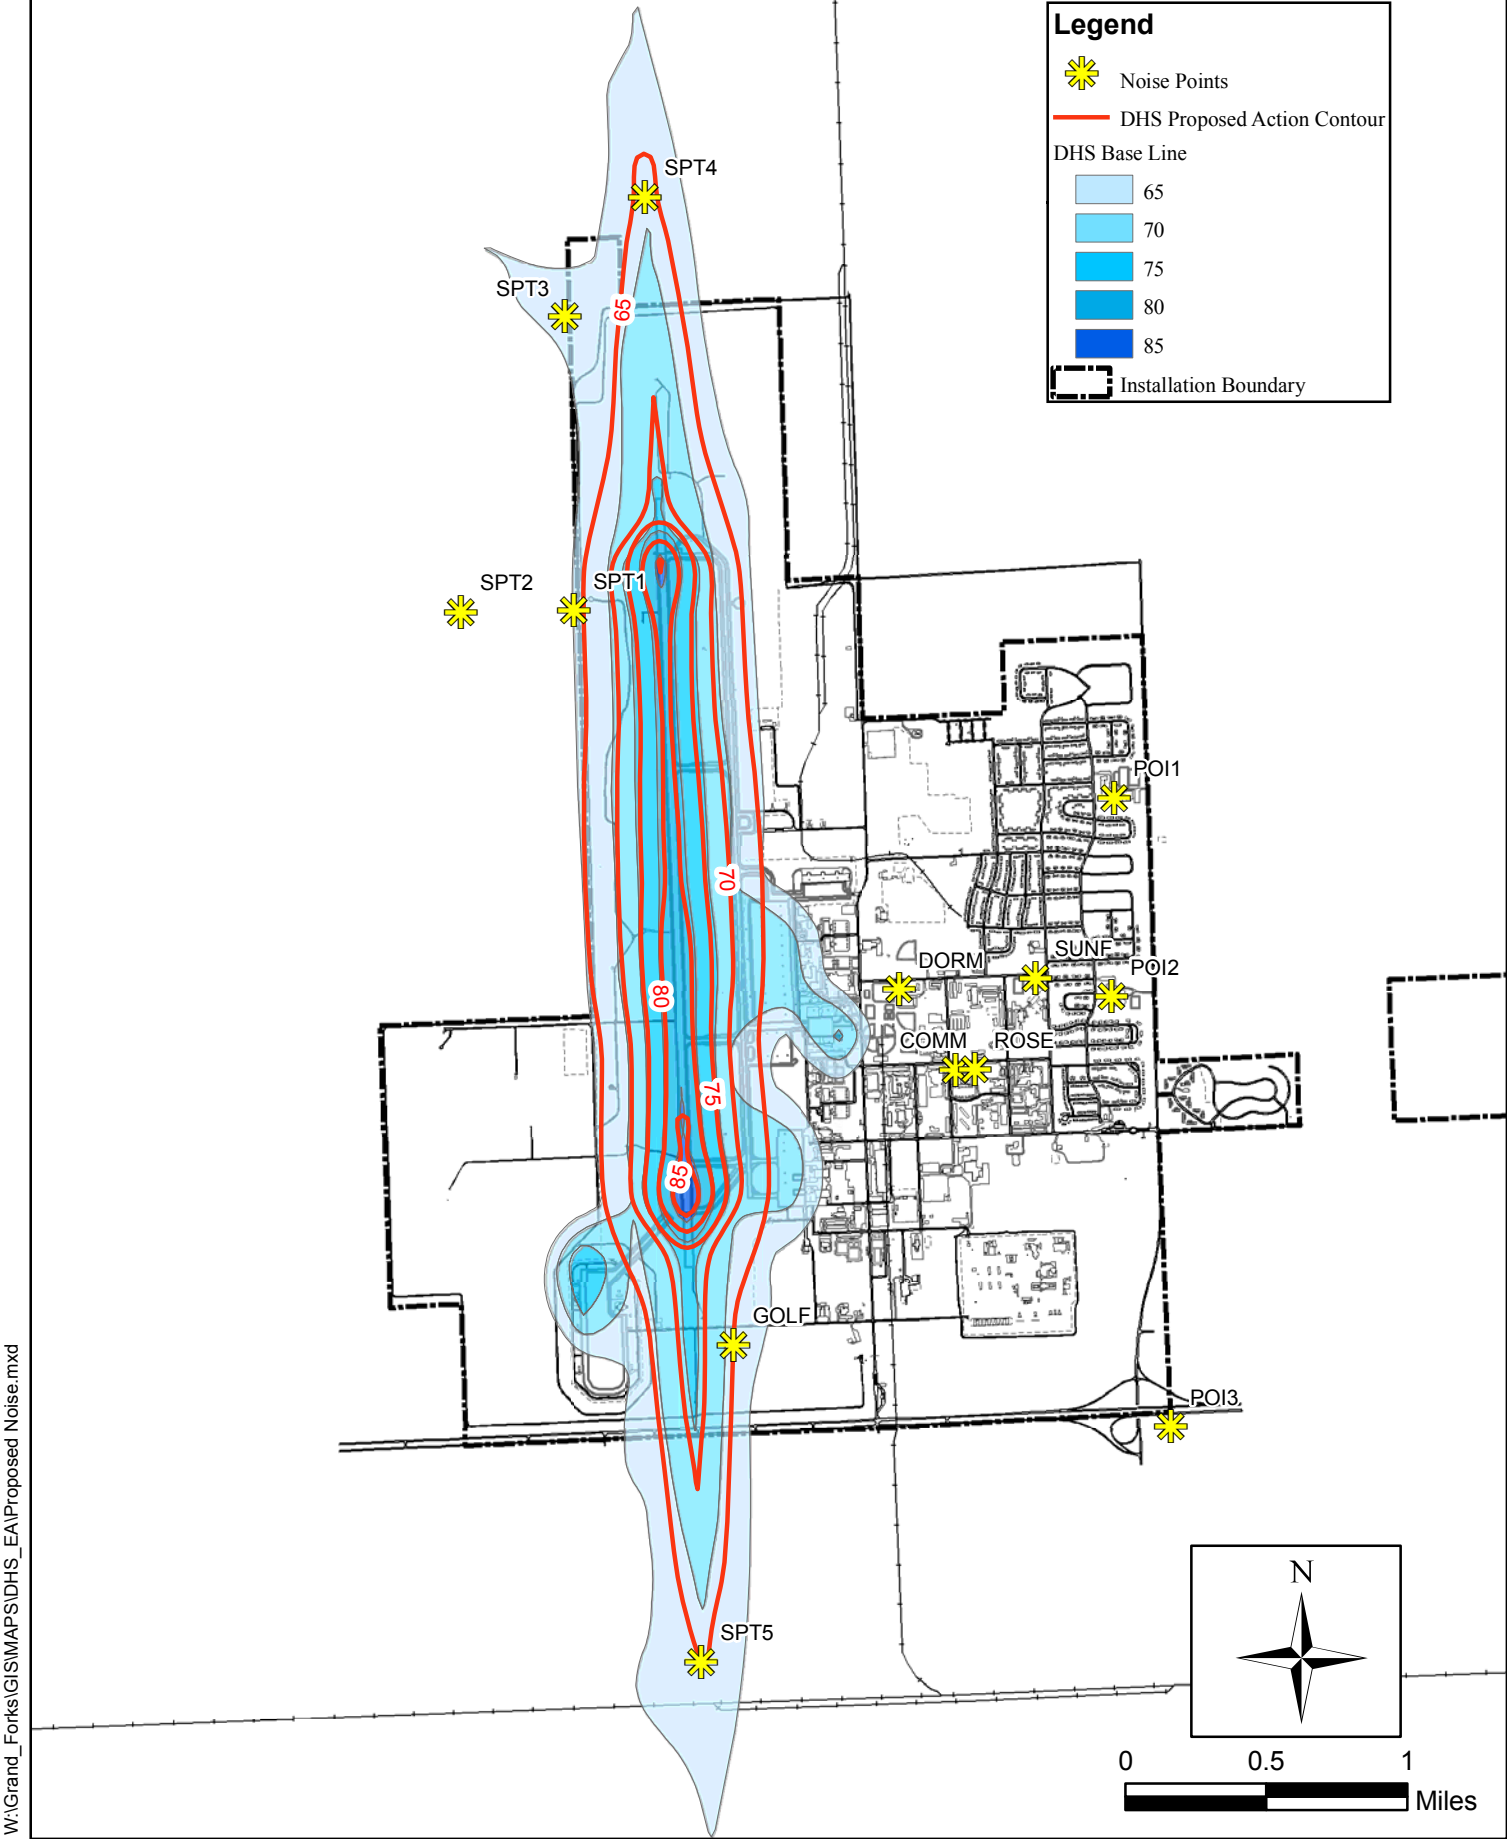 Legend
Noise Points
DHS Proposed Action Contour
DHS Base Line
65
70
75
80
85
Installation Boundary
SPT4
SPT3
65
SPT2
SPT1
POI1
70
DORM
SUNF
POI2
80
COMM
ROSE
75
85
GOLF
POI3
SPT5
N
0 0.5 1
Miles
W:\Grand_Forks\GIS\MAPS\DHS_EA\Proposed Noise.mxd